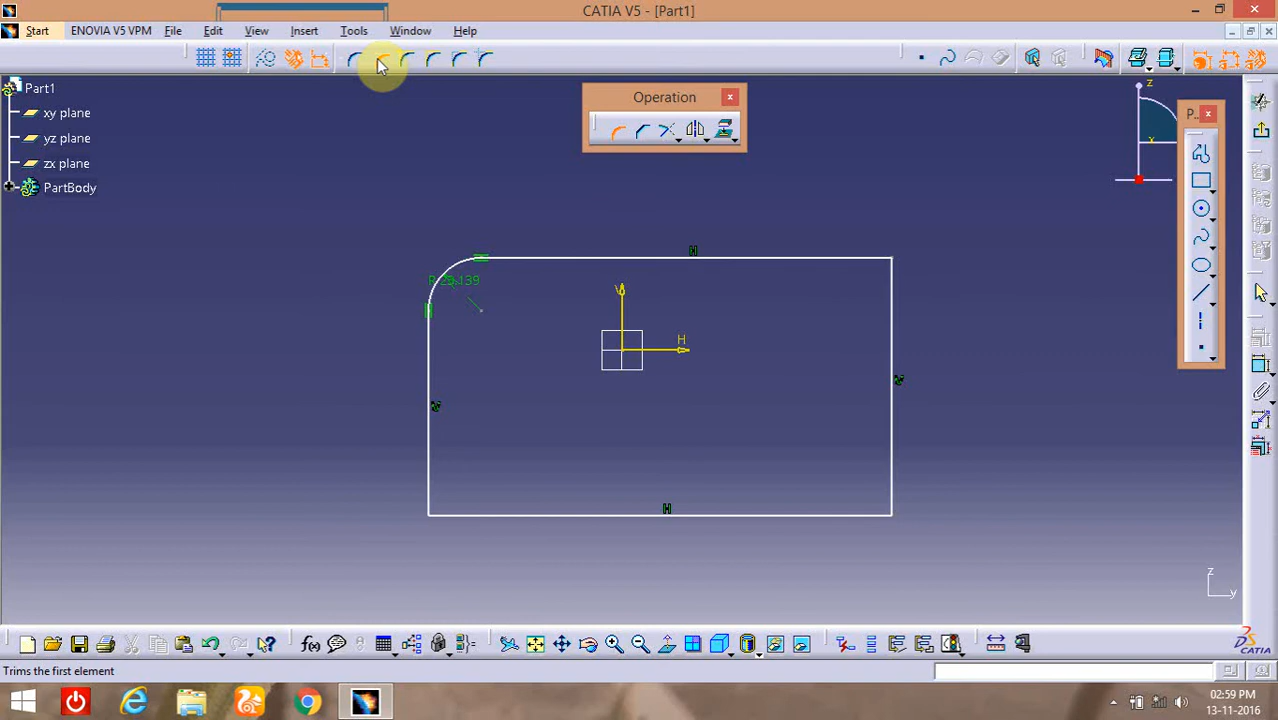 CATIA V5 - [Part1]
Start ENOVIA V5 VPM File Edit View Insert Tools Window Help
Operation
P...
Part1
xy plane
yz plane
zx plane
PartBody
z
x
H
V
H
V
V
H
z
y
f(x)
CATIA
Trims the first element
02:59 PM
13-11-2016